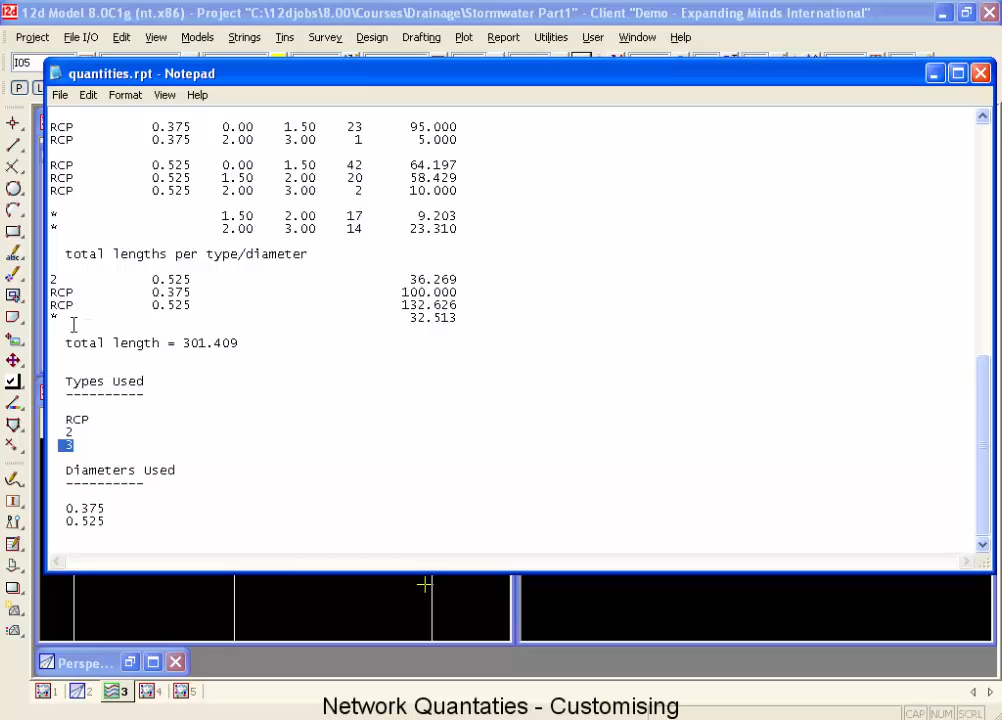 12d Model 8.0C1g (nt.x86) - Project "C:\12djobs\8.00\Courses\Drainage\Stormwater Part1" - Client "Demo - Expanding Minds International"
Project File I/O Edit View Models Strings Tins Survey Design Drafting Plot Report Utilities User Window Help
I05
quantities.rpt - Notepad
P L
File Edit Format View Help
RCP 0.375 0.00 1.50 23 95.000
RCP 0.375 2.00 3.00 1 5.000
RCP 0.525 0.00 1.50 42 64.197
RCP 0.525 1.50 2.00 20 58.429
RCP 0.525 2.00 3.00 2 10.000
* 1.50 2.00 17 9.203
* 2.00 3.00 14 23.310
total lengths per type/diameter
2 0.525 36.269
RCP 0.375 100.000
RCP 0.525 132.626
* 32.513
total length = 301.409
Types Used
----------
RCP
2
3
Diameters Used
----------
0.375
0.525
Perspe...
1 2 3 4 5
Network Quantaties - Customising
CAP NUM SCRL